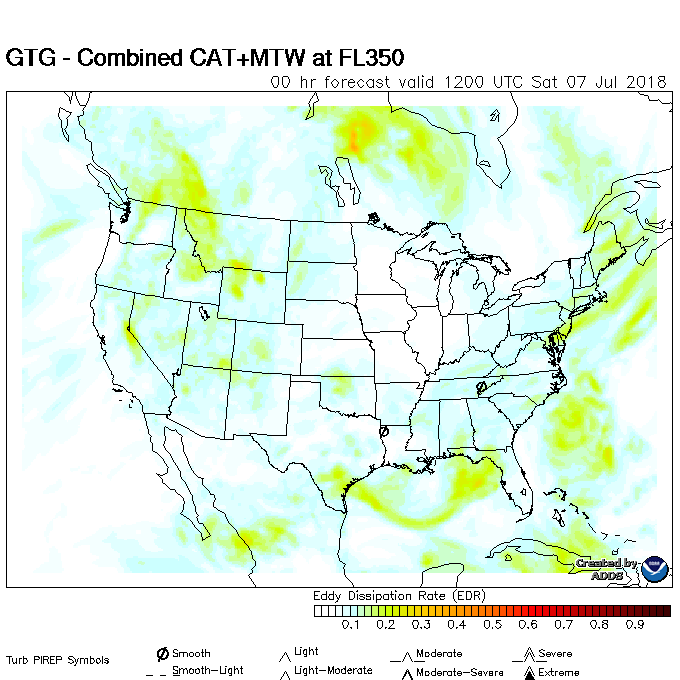 GTG - Combined CAT+MTW at FL350
00 hr forecast valid 1200 UTC Sat 07 Jul 2018
Created by
ADDS
Eddy Dissipation Rate (EDR)
0.1 0.2 0.3 0.4 0.5 0.6 0.7 0.8 0.9
Turb PIREP Symbols
Smooth Light Moderate Severe
Smooth-Light Light-Moderate Moderate-Severe Extreme